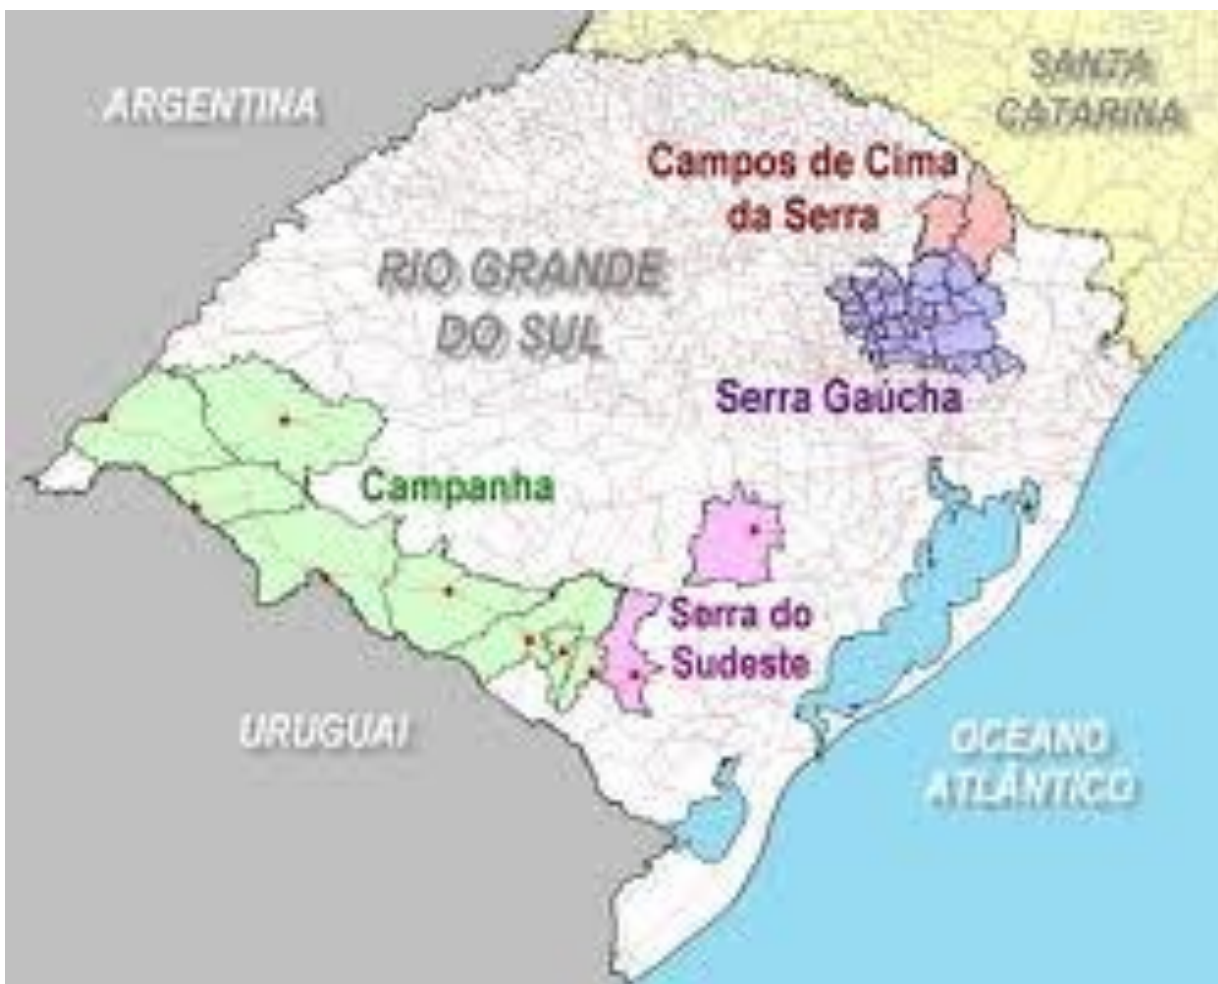 ARGENTINA
SANTA
CATARINA
Campos de Cima
da Serra
RIO GRANDE
DO SUL
Serra Gaúcha
Campanha
Serra do
Sudeste
URUGUAI
OCEANO
ATLÂNTICO